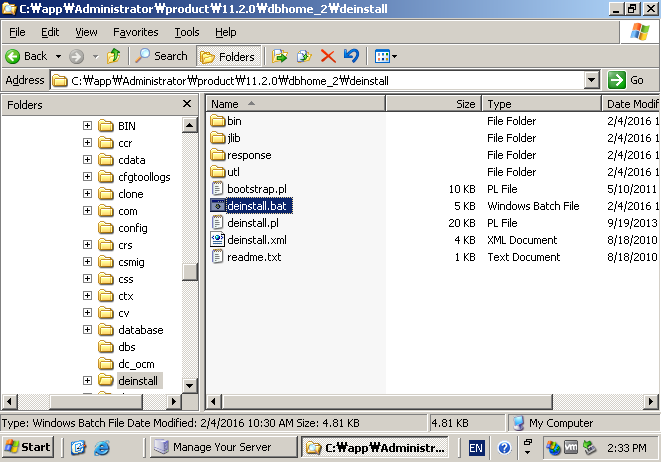 C:₩app₩Administrator₩product₩11.2.0₩dbhome_2₩deinstall
File Edit View Favorites Tools Help
Back Search Folders
Address C:₩app₩Administrator₩product₩11.2.0₩dbhome_2₩deinstall Go
Folders
Name Size Type Date Modif
BIN
ccr
cdata
cfgtoollogs
clone
com
config
crs
csmig
css
ctx
cv
database
dbs
dc_ocm
deinstall
bin File Folder 2/4/2016 1
jlib File Folder 2/4/2016 1
response File Folder 2/4/2016 1
utl File Folder 2/4/2016 1
bootstrap.pl 10 KB PL File 5/10/2011
deinstall.bat 5 KB Windows Batch File 2/4/2016 1
deinstall.pl 20 KB PL File 9/19/2013
deinstall.xml 4 KB XML Document 8/18/2010
readme.txt 1 KB Text Document 8/18/2010
Type: Windows Batch File Date Modified: 2/4/2016 10:30 AM Size: 4.81 KB 4.81 KB My Computer
Start Manage Your Server C:₩app₩Administr... EN vm 2:33 PM